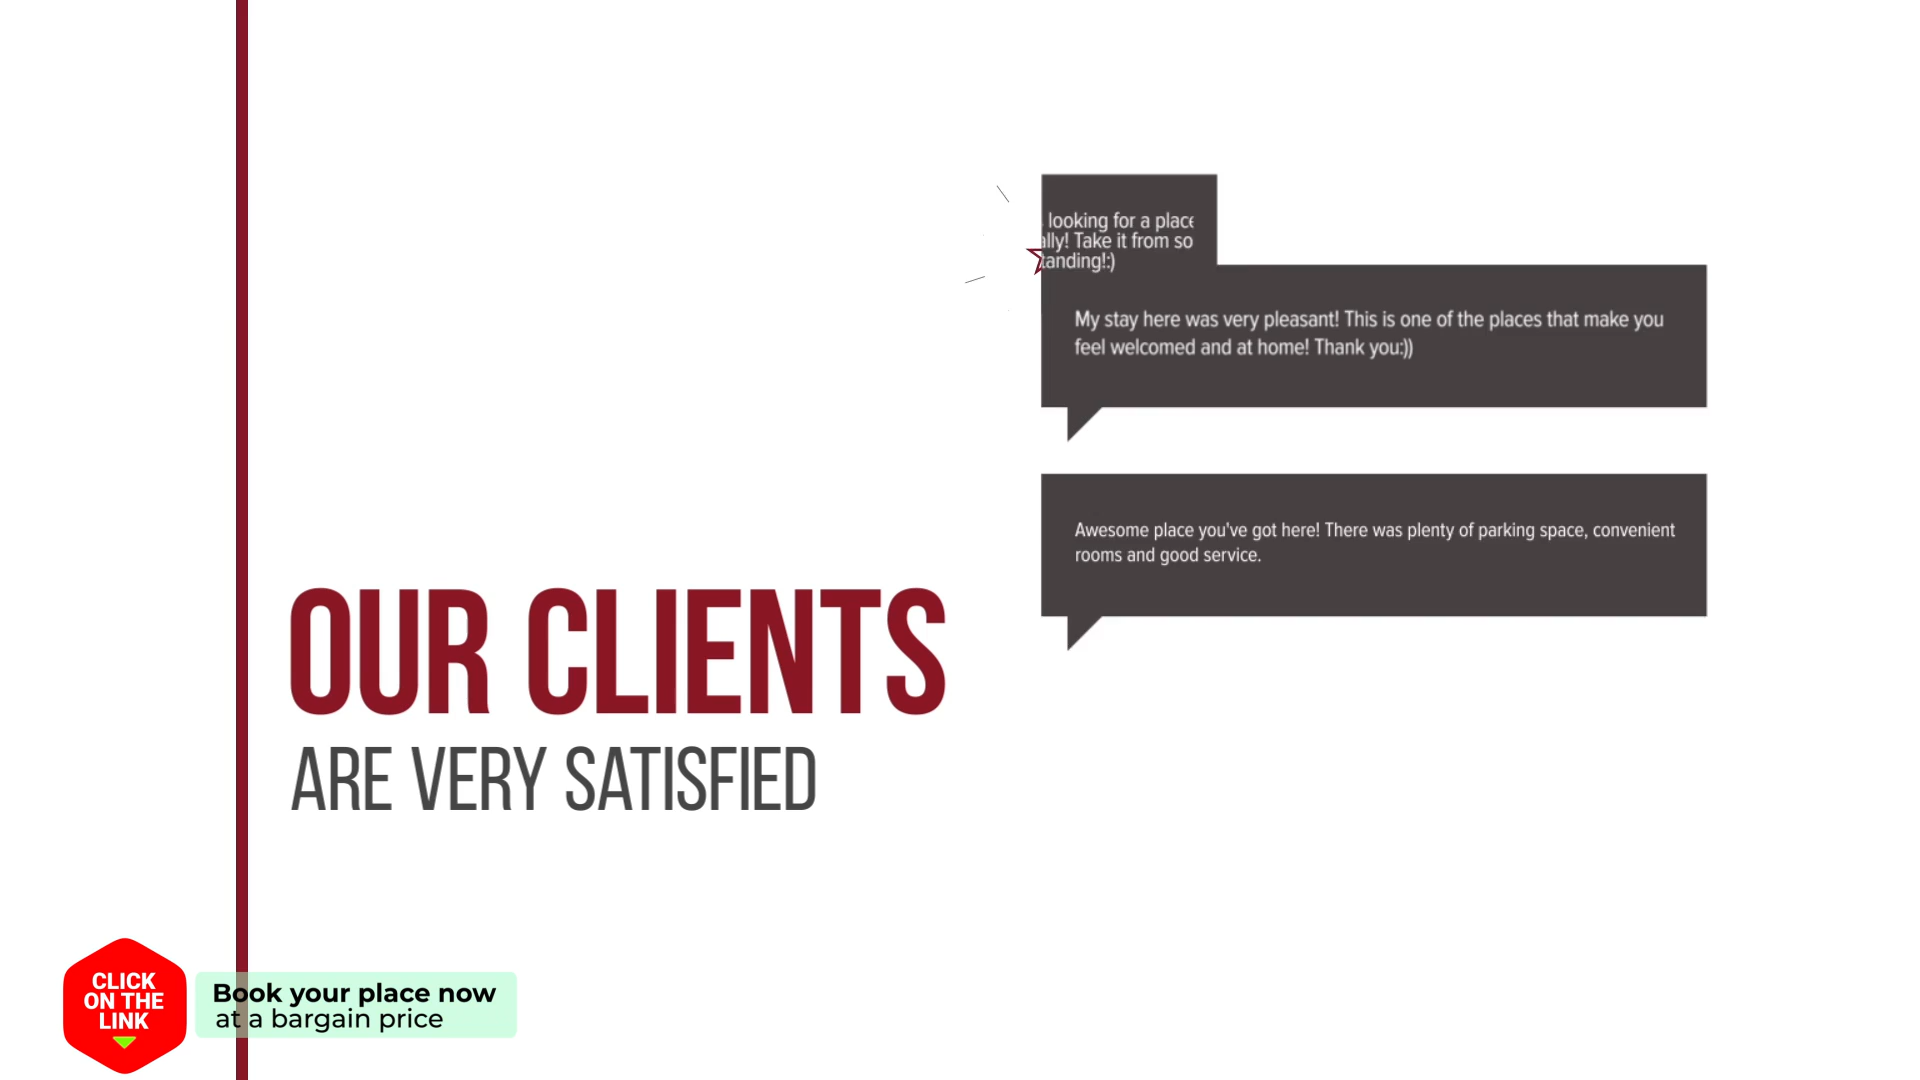 looking for a place
ally! Take it from so
tanding!:)
My stay here was very pleasant! This is one of the places that make you
feel welcomed and at home! Thank you:))
Awesome place you've got here! There was plenty of parking space, convenient
rooms and good service.
OUR CLIENTS
ARE VERY SATISFIED
CLICK
ON THE
LINK
Book your place now
at a bargain price